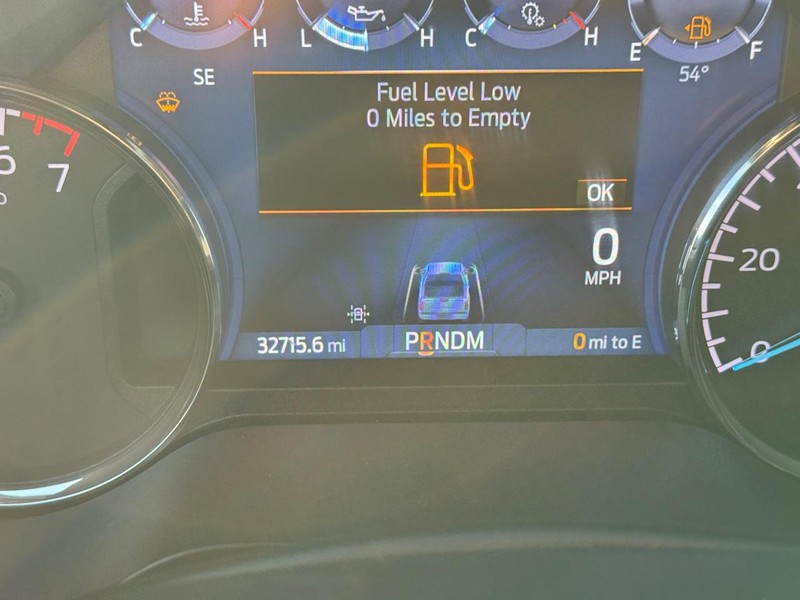 C H L H C H E F
54°
SE
Fuel Level Low
0 Miles to Empty
OK
6
7
0
MPH
20
0
32715.6 mi
PRNDM
0 mi to E